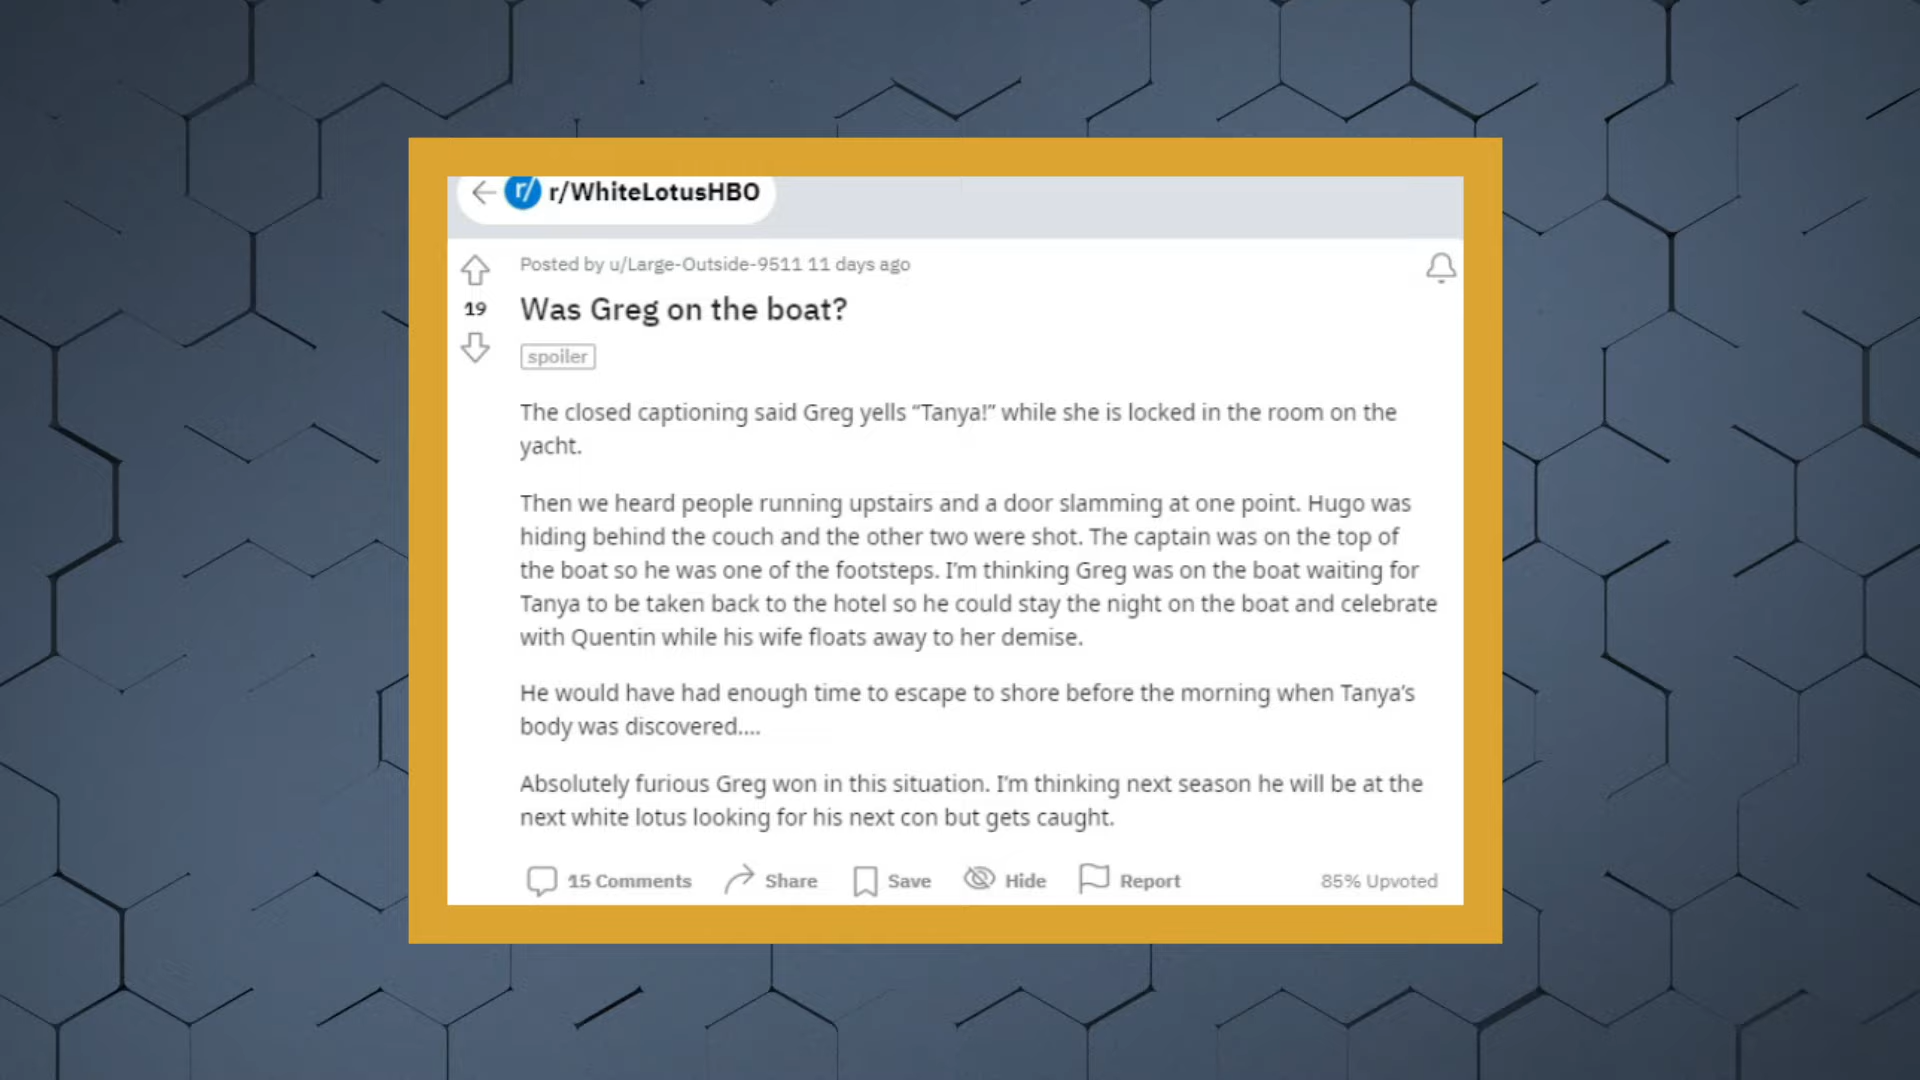 r/ r/WhiteLotusHBO
Posted by u/Large-Outside-9511 11 days ago
19
Was Greg on the boat?
spoiler
The closed captioning said Greg yells “Tanya!” while she is locked in the room on the
yacht.
Then we heard people running upstairs and a door slamming at one point. Hugo was
hiding behind the couch and the other two were shot. The captain was on the top of
the boat so he was one of the footsteps. I’m thinking Greg was on the boat waiting for
Tanya to be taken back to the hotel so he could stay the night on the boat and celebrate
with Quentin while his wife floats away to her demise.
He would have had enough time to escape to shore before the morning when Tanya’s
body was discovered....
Absolutely furious Greg won in this situation. I’m thinking next season he will be at the
next white lotus looking for his next con but gets caught.
15 Comments Share Save Hide Report 85% Upvoted